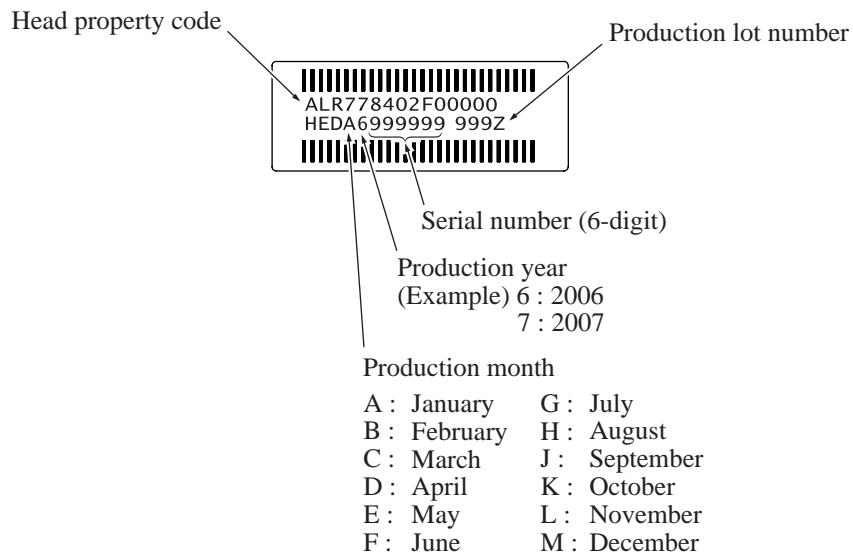 Head property code
Production lot number
ALR778402F00000
HEDA6999999 999Z
Serial number (6-digit)
Production year
(Example) 6 : 2006
7 : 2007
Production month
A : January G : July
B : February H : August
C : March J : September
D : April K : October
E : May L : November
F : June M : December